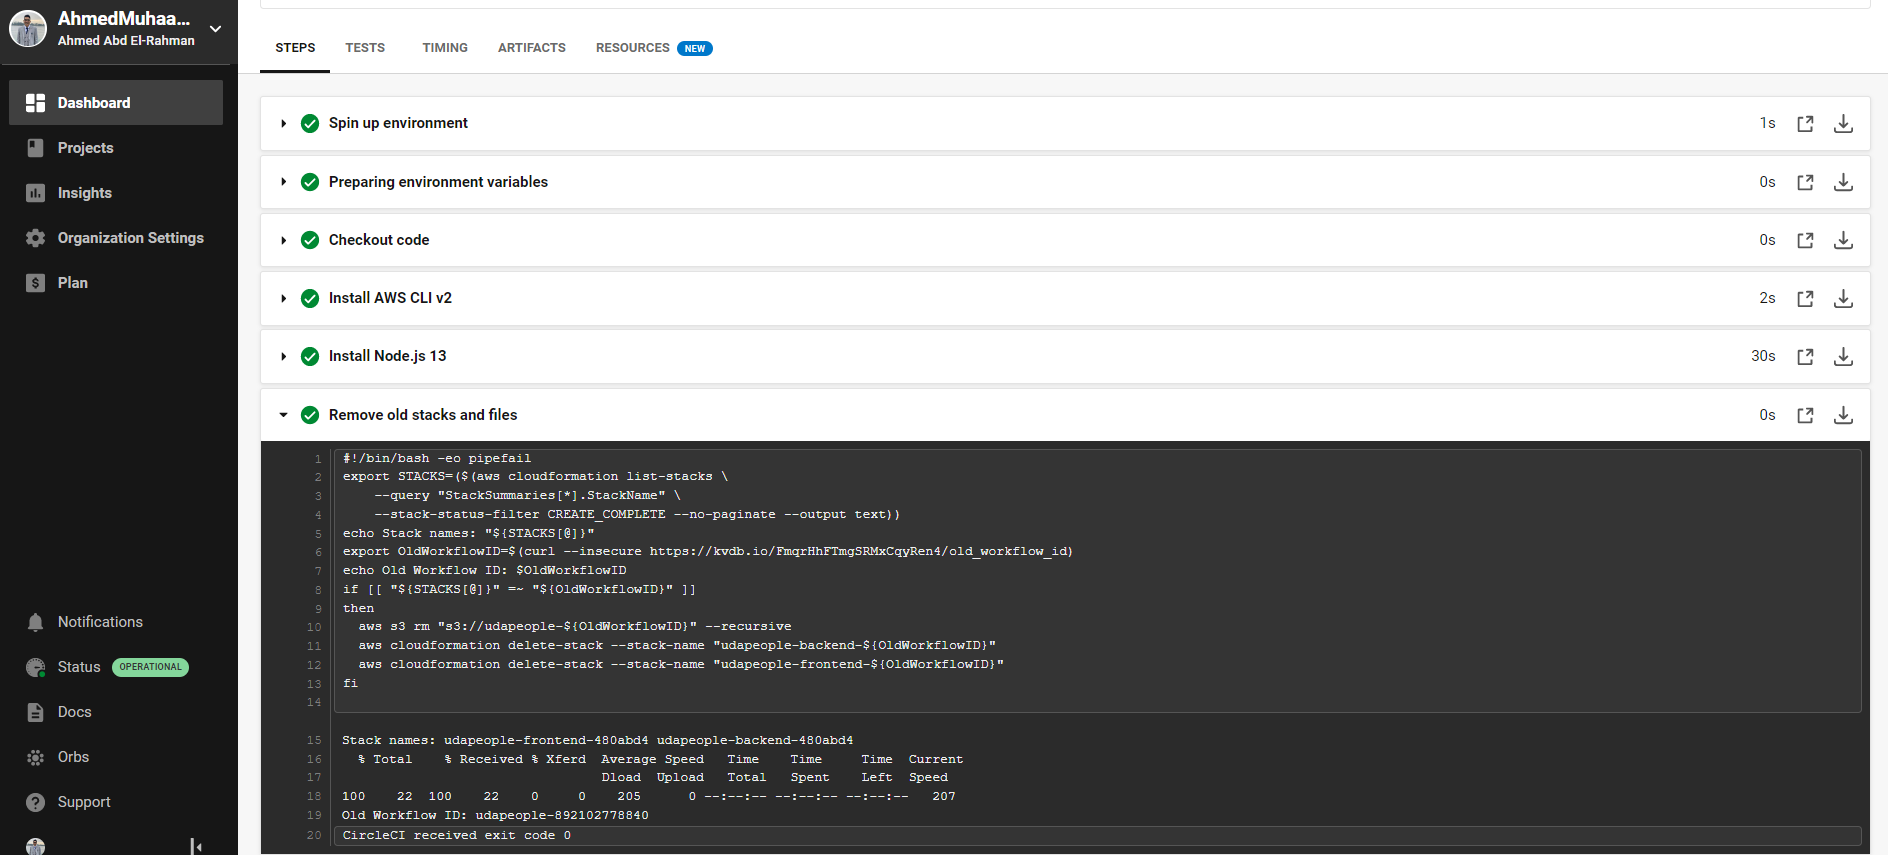 AhmedMuhaa...
Ahmed Abd El-Rahman
Dashboard
Projects
Insights
Organization Settings
Plan
Notifications
Status OPERATIONAL
Docs
Orbs
Support
STEPS TESTS TIMING ARTIFACTS RESOURCES NEW
Spin up environment 1s
Preparing environment variables 0s
Checkout code 0s
Install AWS CLI v2 2s
Install Node.js 13 30s
Remove old stacks and files 0s
1 #!/bin/bash -eo pipefail
2 export STACKS=($(aws cloudformation list-stacks \
3     --query "StackSummaries[*].StackName" \
4     --stack-status-filter CREATE_COMPLETE --no-paginate --output text))
5 echo Stack names: "${STACKS[@]}"
6 export OldWorkflowID=$(curl --insecure https://kvdb.io/FmqrHhFTmgSRMxCqyRen4/old_workflow_id)
7 echo Old Workflow ID: $OldWorkflowID
8 if [[ "${STACKS[@]}" =~ "${OldWorkflowID}" ]]
9 then
10   aws s3 rm "s3://udapeople-${OldWorkflowID}" --recursive
11   aws cloudformation delete-stack --stack-name "udapeople-backend-${OldWorkflowID}"
12   aws cloudformation delete-stack --stack-name "udapeople-frontend-${OldWorkflowID}"
13 fi
14
15 Stack names: udapeople-frontend-480abd4 udapeople-backend-480abd4
16   % Total    % Received % Xferd  Average Speed   Time    Time     Time  Current
17                                  Dload  Upload   Total   Spent    Left  Speed
18 100    22  100    22    0     0    205      0 --:--:-- --:--:-- --:--:--   207
19 Old Workflow ID: udapeople-892102778840
20 CircleCI received exit code 0